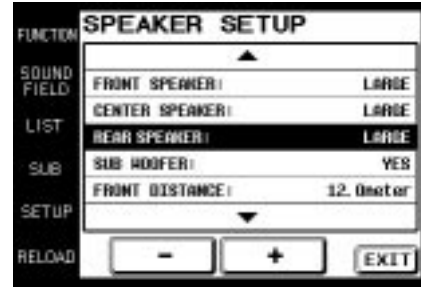 SPEAKER SETUP
FUNCTION
SOUND FIELD
LIST
SUB
SETUP
RELOAD
FRONT SPEAKER: LARGE
CENTER SPEAKER: LARGE
REAR SPEAKER: LARGE
SUB WOOFER: YES
FRONT DISTANCE: 12.0meter
- + EXIT